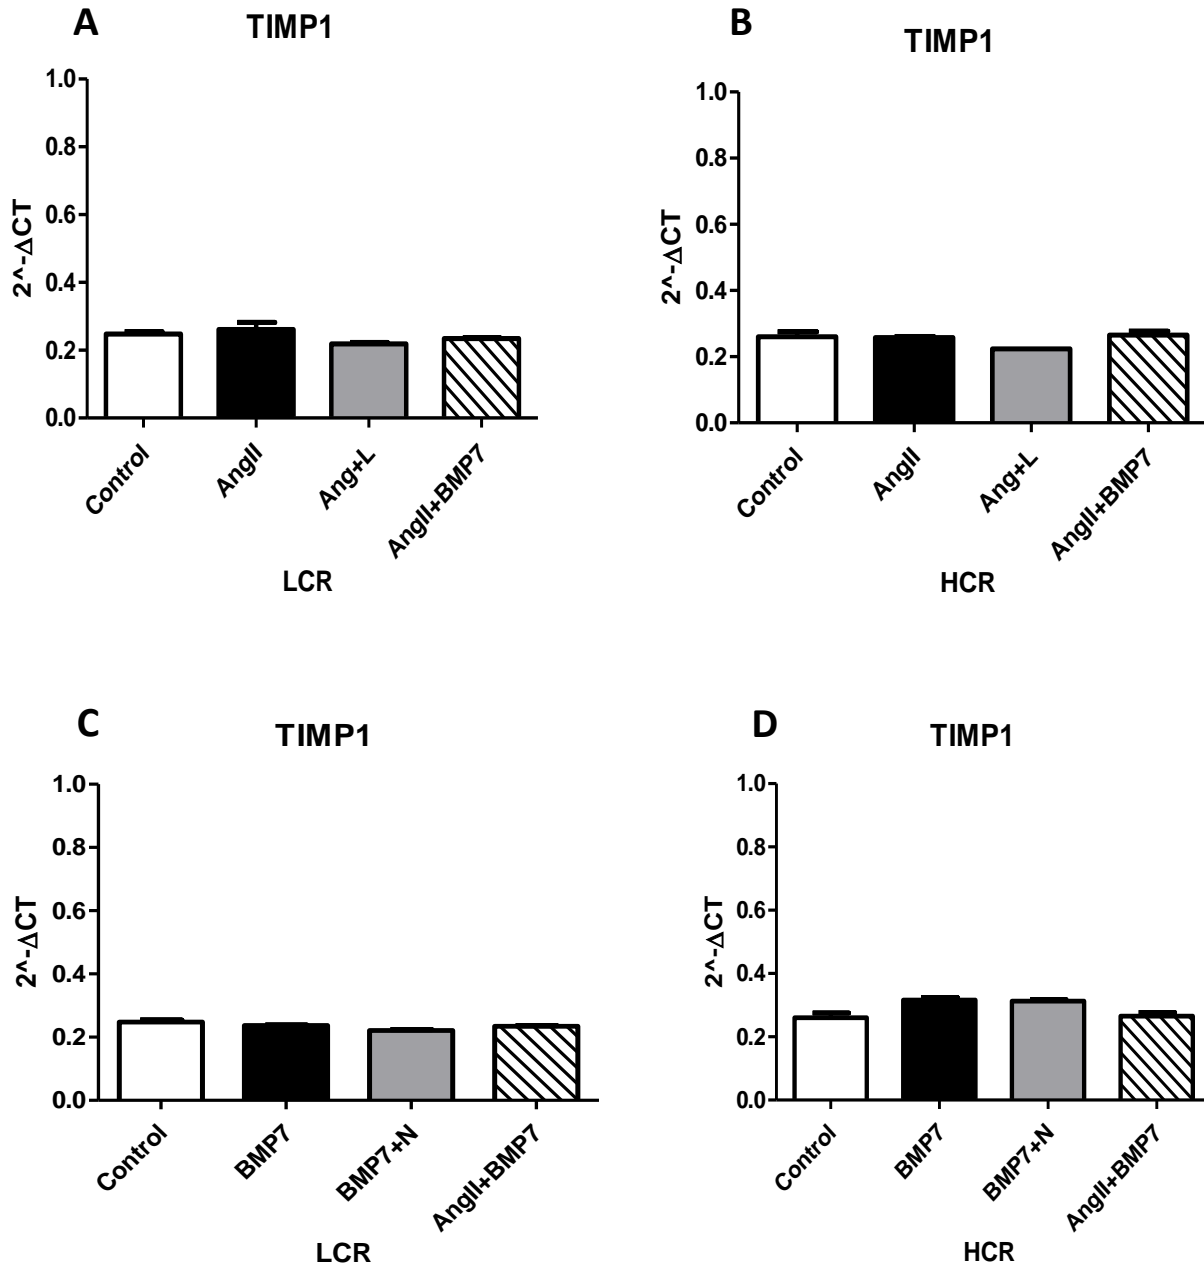 A
TIMP1
1.0
0.8
0.6
0.4
0.2
0.0
2^-ΔCT
Control
AngII
Ang+L
AngII+BMP7
LCR
B
TIMP1
1.0
0.8
0.6
0.4
0.2
0.0
2^-ΔCT
Control
AngII
Ang+L
AngII+BMP7
HCR
C
TIMP1
1.0
0.8
0.6
0.4
0.2
0.0
2^-ΔCT
Control
BMP7
BMP7+N
AngII+BMP7
LCR
D
TIMP1
1.0
0.8
0.6
0.4
0.2
0.0
2^-ΔCT
Control
BMP7
BMP7+N
AngII+BMP7
HCR